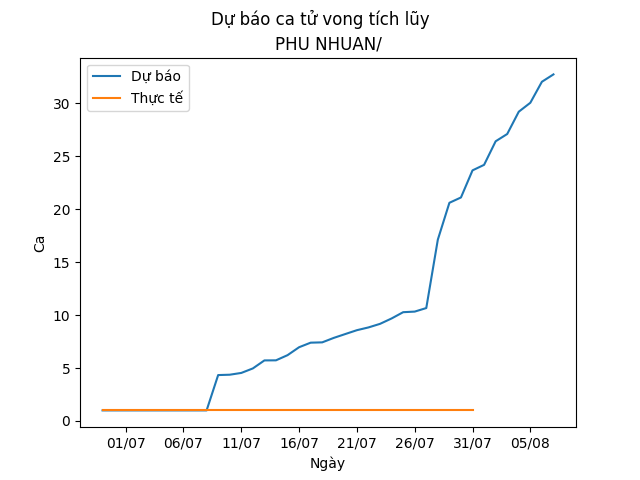 Dự báo ca tử vong tích lũy
PHU NHUAN/
Dự báo
Thực tế
Ca
30
25
20
15
10
5
0
01/07 06/07 11/07 16/07 21/07 26/07 31/07 05/08
Ngày